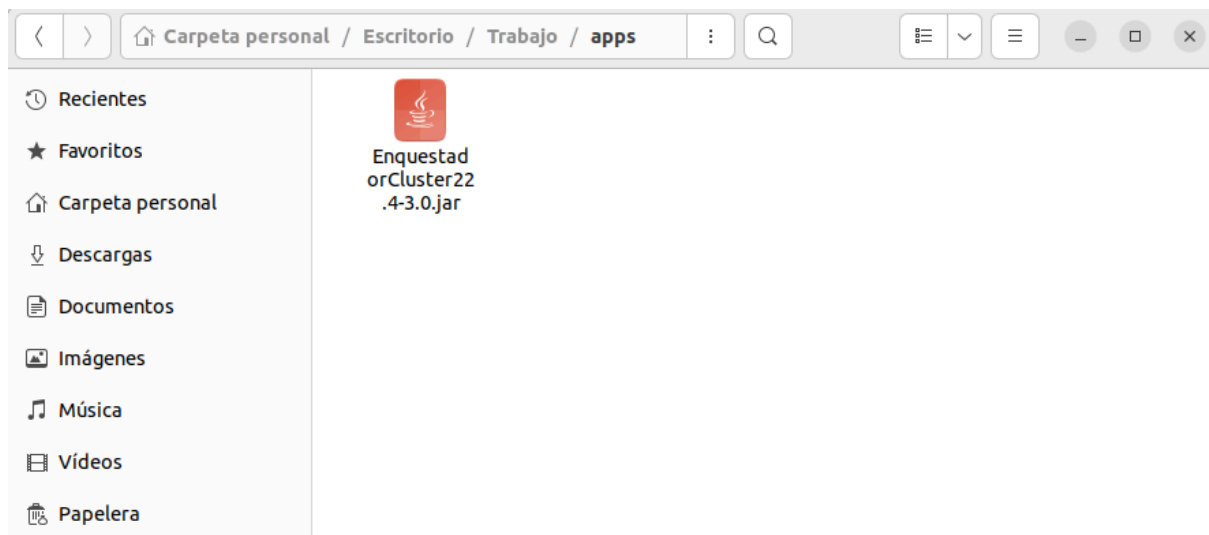 Carpeta personal / Escritorio / Trabajo / apps
Recientes
Favoritos
Carpeta personal
Descargas
Documentos
Imágenes
Música
Vídeos
Papelera
Enquestad
orCluster22
.4-3.0.jar